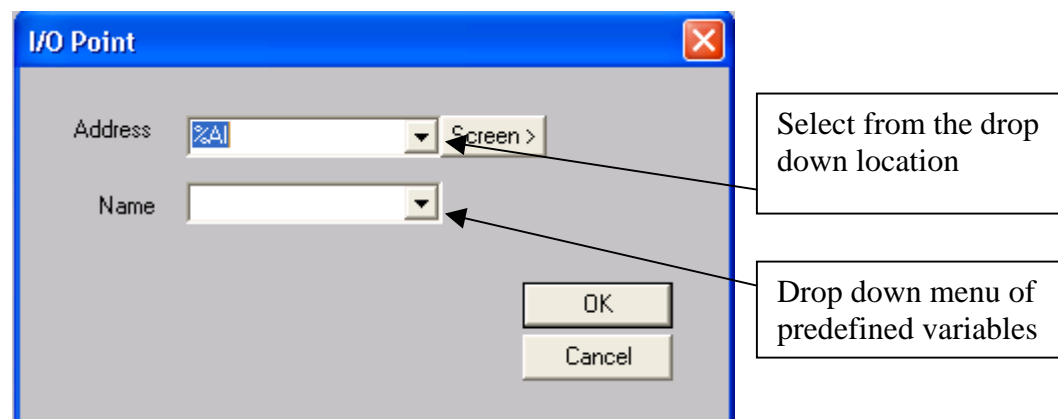 I/O Point
Address
%AI
Screen >
Name
OK
Cancel
Select from the drop
down location
Drop down menu of
predefined variables